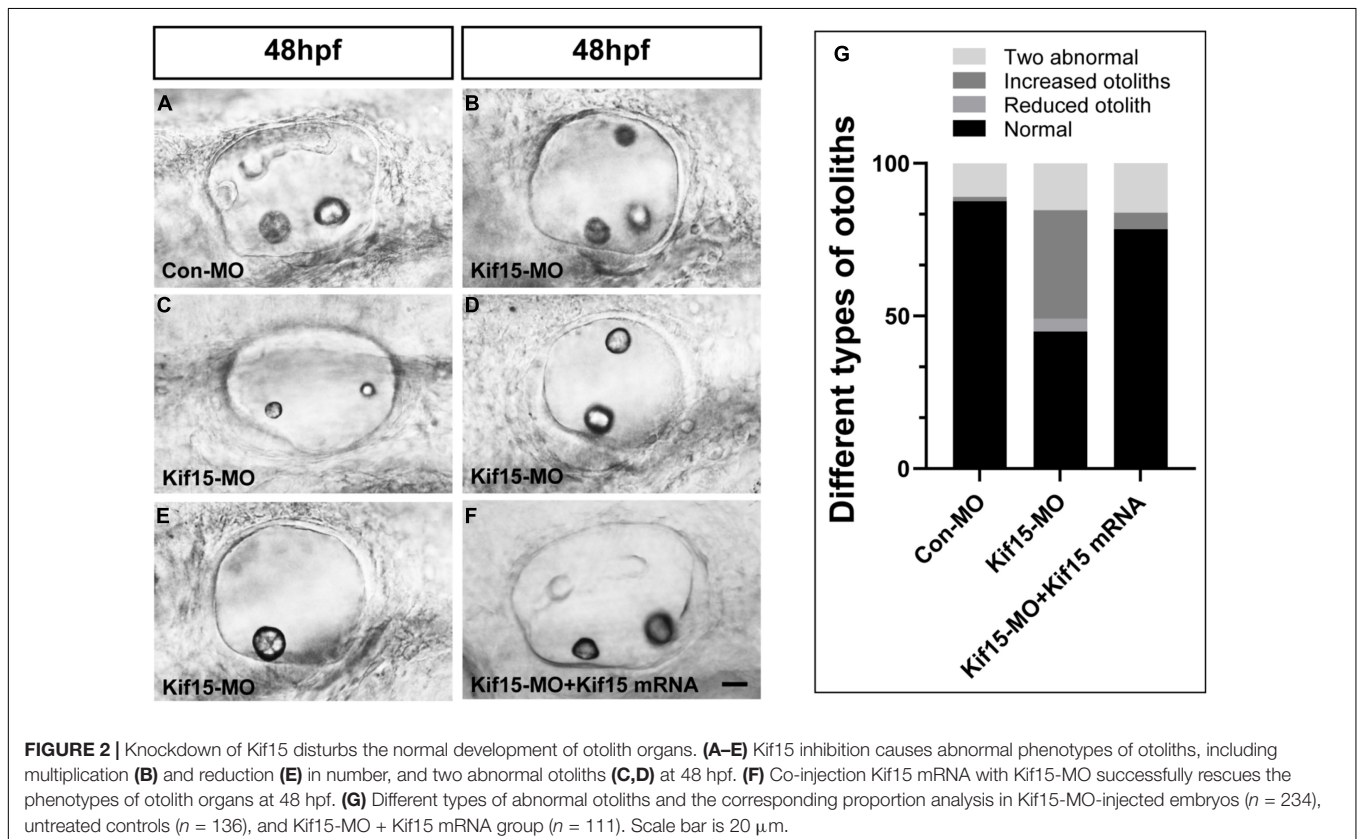 48hpf
48hpf
A
Con-MO
B
Kif15-MO
C
Kif15-MO
D
Kif15-MO
E
Kif15-MO
F
Kif15-MO+Kif15 mRNA
G
Two abnormal
Increased otoliths
Reduced otolith
Normal
Different types of otoliths
100
50
0
Con-MO
Kif15-MO
Kif15-MO+Kif15 mRNA
FIGURE 2 | Knockdown of Kif15 disturbs the normal development of otolith organs. (A–E) Kif15 inhibition causes abnormal phenotypes of otoliths, including
multiplication (B) and reduction (E) in number, and two abnormal otoliths (C,D) at 48 hpf. (F) Co-injection Kif15 mRNA with Kif15-MO successfully rescues the
phenotypes of otolith organs at 48 hpf. (G) Different types of abnormal otoliths and the corresponding proportion analysis in Kif15-MO-injected embryos (n = 234),
untreated controls (n = 136), and Kif15-MO + Kif15 mRNA group (n = 111). Scale bar is 20 μm.